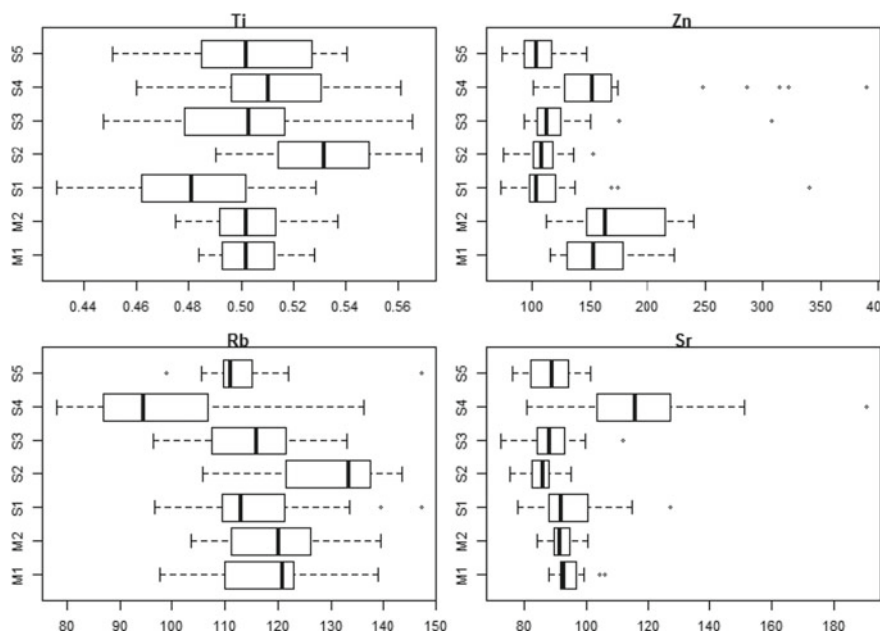 Ti
S5
S4
S3
S2
S1
M2
M1
0.44 0.46 0.48 0.50 0.52 0.54 0.56
Zn
S5
S4
S3
S2
S1
M2
M1
100 150 200 250 300 350 400
Rb
S5
S4
S3
S2
S1
M2
M1
80 90 100 110 120 130 140 150
Sr
S5
S4
S3
S2
S1
M2
M1
80 100 120 140 160 180